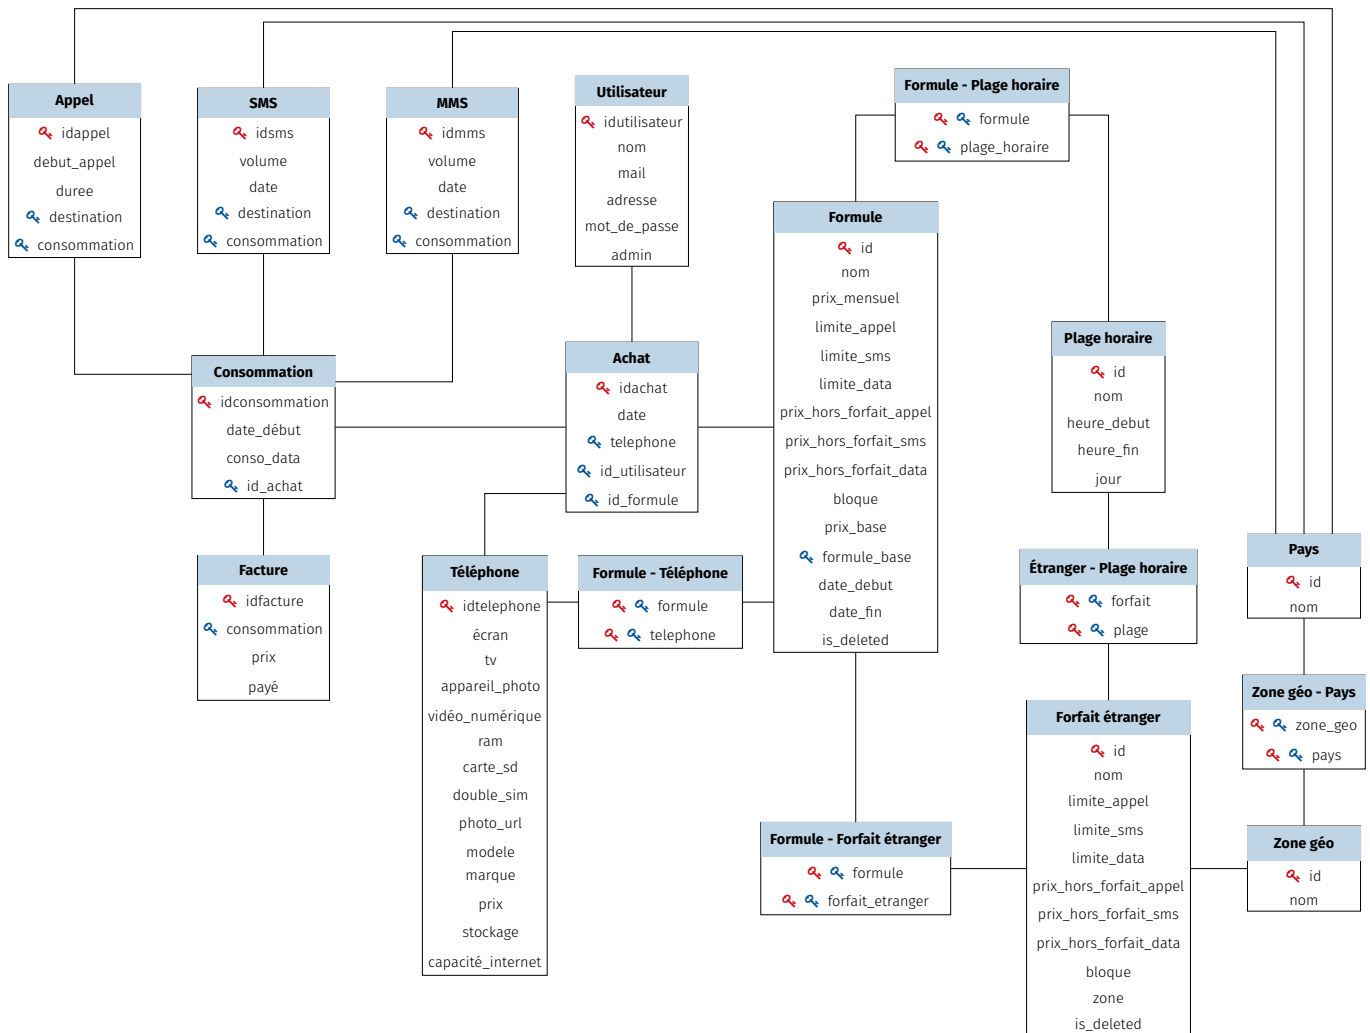 Appel
idappel
debut_appel
duree
destination
consommation
SMS
idsms
volume
date
destination
consommation
MMS
idmms
volume
date
destination
consommation
Utilisateur
idutilisateur
nom
mail
adresse
mot_de_passe
admin
Formule - Plage horaire
formule
plage_horaire
Formule
id
nom
prix_mensuel
limite_appel
limite_sms
limite_data
prix_hors_forfait_appel
prix_hors_forfait_sms
prix_hors_forfait_data
bloque
prix_base
formule_base
date_debut
date_fin
is_deleted
Plage horaire
id
nom
heure_debut
heure_fin
jour
Consommation
idconsommation
date_début
conso_data
id_achat
Achat
idachat
date
telephone
id_utilisateur
id_formule
Facture
idfacture
consommation
prix
payé
Téléphone
idtelephone
écran
tv
appareil_photo
vidéo_numérique
ram
carte_sd
double_sim
photo_url
modele
marque
prix
stockage
capacité_internet
Formule - Téléphone
formule
telephone
Étranger - Plage horaire
forfait
plage
Pays
id
nom
Zone géo - Pays
zone_geo
pays
Forfait étranger
id
nom
limite_appel
limite_sms
limite_data
prix_hors_forfait_appel
prix_hors_forfait_sms
prix_hors_forfait_data
bloque
zone
is_deleted
Formule - Forfait étranger
formule
forfait_etranger
Zone géo
id
nom